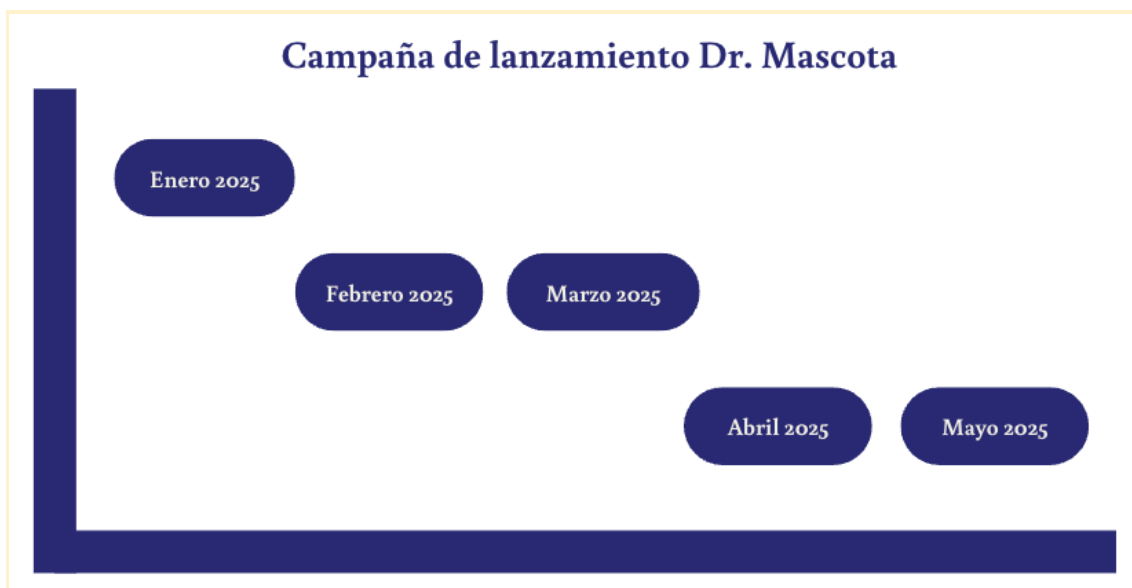 Campaña de lanzamiento Dr. Mascota
Enero 2025
Febrero 2025
Marzo 2025
Abril 2025
Mayo 2025